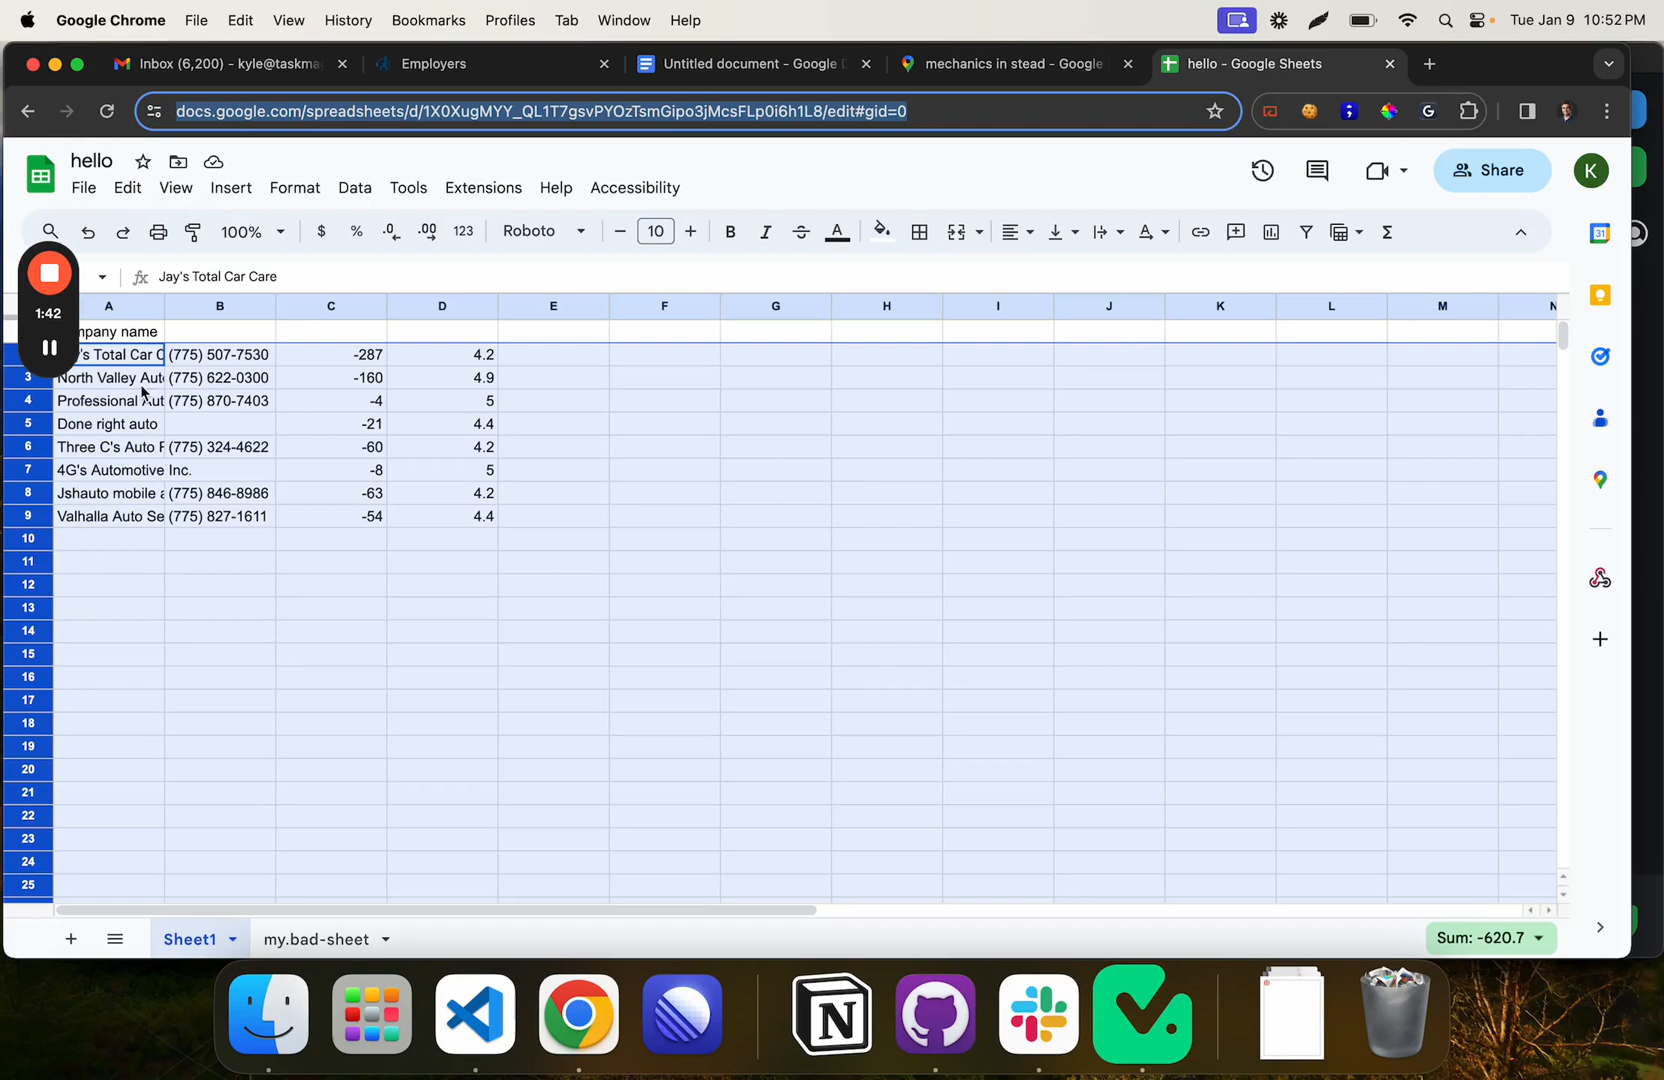 Google Chrome File Edit View History Bookmarks Profiles Tab Window Help Tue Jan 9 10:52 PM
Inbox (6,200) - kyle@taskma Employers Untitled document - Google D mechanics in stead - Google hello - Google Sheets
docs.google.com/spreadsheets/d/1X0XugMYY_QL1T7gsvPYOzTsmGipo3jMcsFLp0i6h1L8/edit#gid=0
hello
File Edit View Insert Format Data Tools Extensions Help Accessibility
Share K
100% $ % .0 .00 123 Roboto 10 B I S A
31
1:42
fx Jay's Total Car Care
A B C D E F G H I J K L M N
mpany name
's Total Car C (775) 507-7530 -287 4.2
3 North Valley Aut (775) 622-0300 -160 4.9
4 Professional Aut (775) 870-7403 -4 5
5 Done right auto -21 4.4
6 Three C's Auto F (775) 324-4622 -60 4.2
7 4G's Automotive Inc. -8 5
8 Jshauto mobile a (775) 846-8986 -63 4.2
9 Valhalla Auto Se (775) 827-1611 -54 4.4
10
11
12
13
14
15
16
17
18
19
20
21
22
23
24
25
Sheet1 my.bad-sheet Sum: -620.7